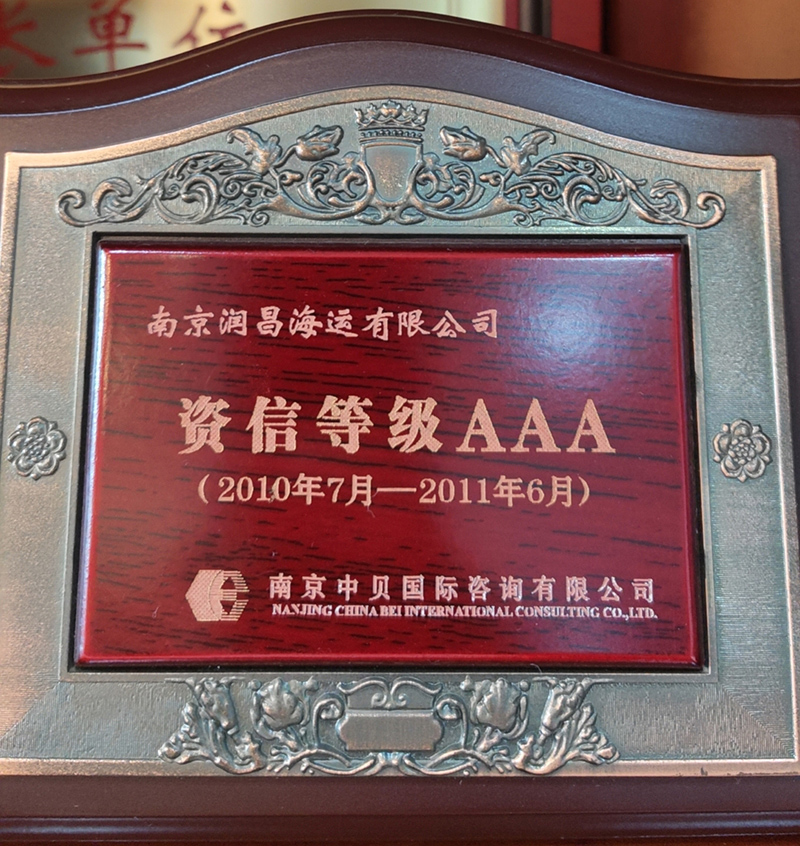 单位
南京润昌海运有限公司
资信等级AAA
(2010年7月—2011年6月)
南京中贝国际咨询有限公司
NANJING CHINA BEI INTERNATIONAL CONSULTING CO.,LTD.